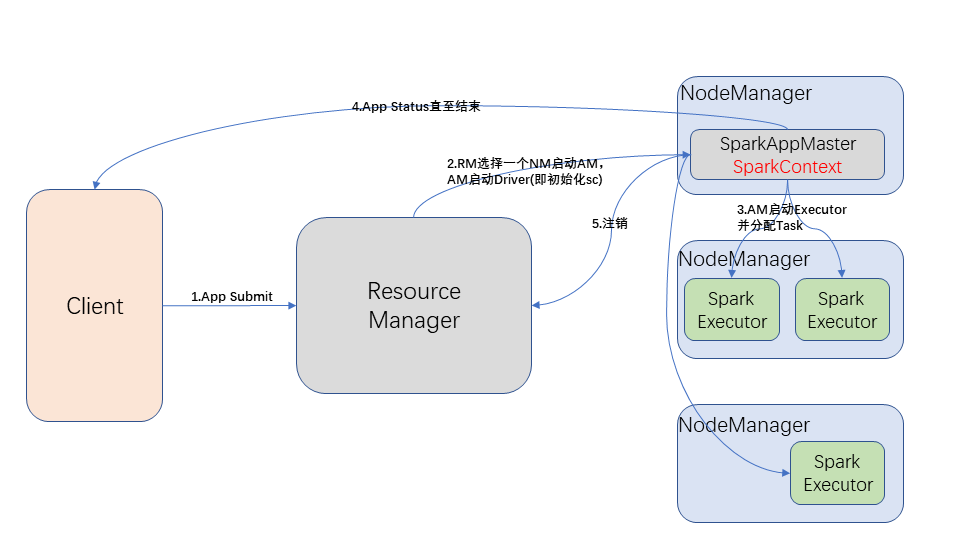 4.App Status直至结束
NodeManager
SparkAppMaster
SparkContext
2.RM选择一个NM启动AM，
AM启动Driver(即初始化sc)
3.AM启动Executor
并分配Task
5.注销
NodeManager
Spark
Executor
Spark
Executor
Client
1.App Submit
Resource
Manager
NodeManager
Spark
Executor